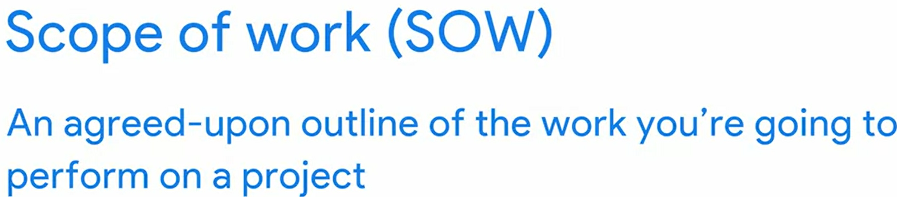 Scope of work (SOW)
An agreed-upon outline of the work you're going to
perform on a project